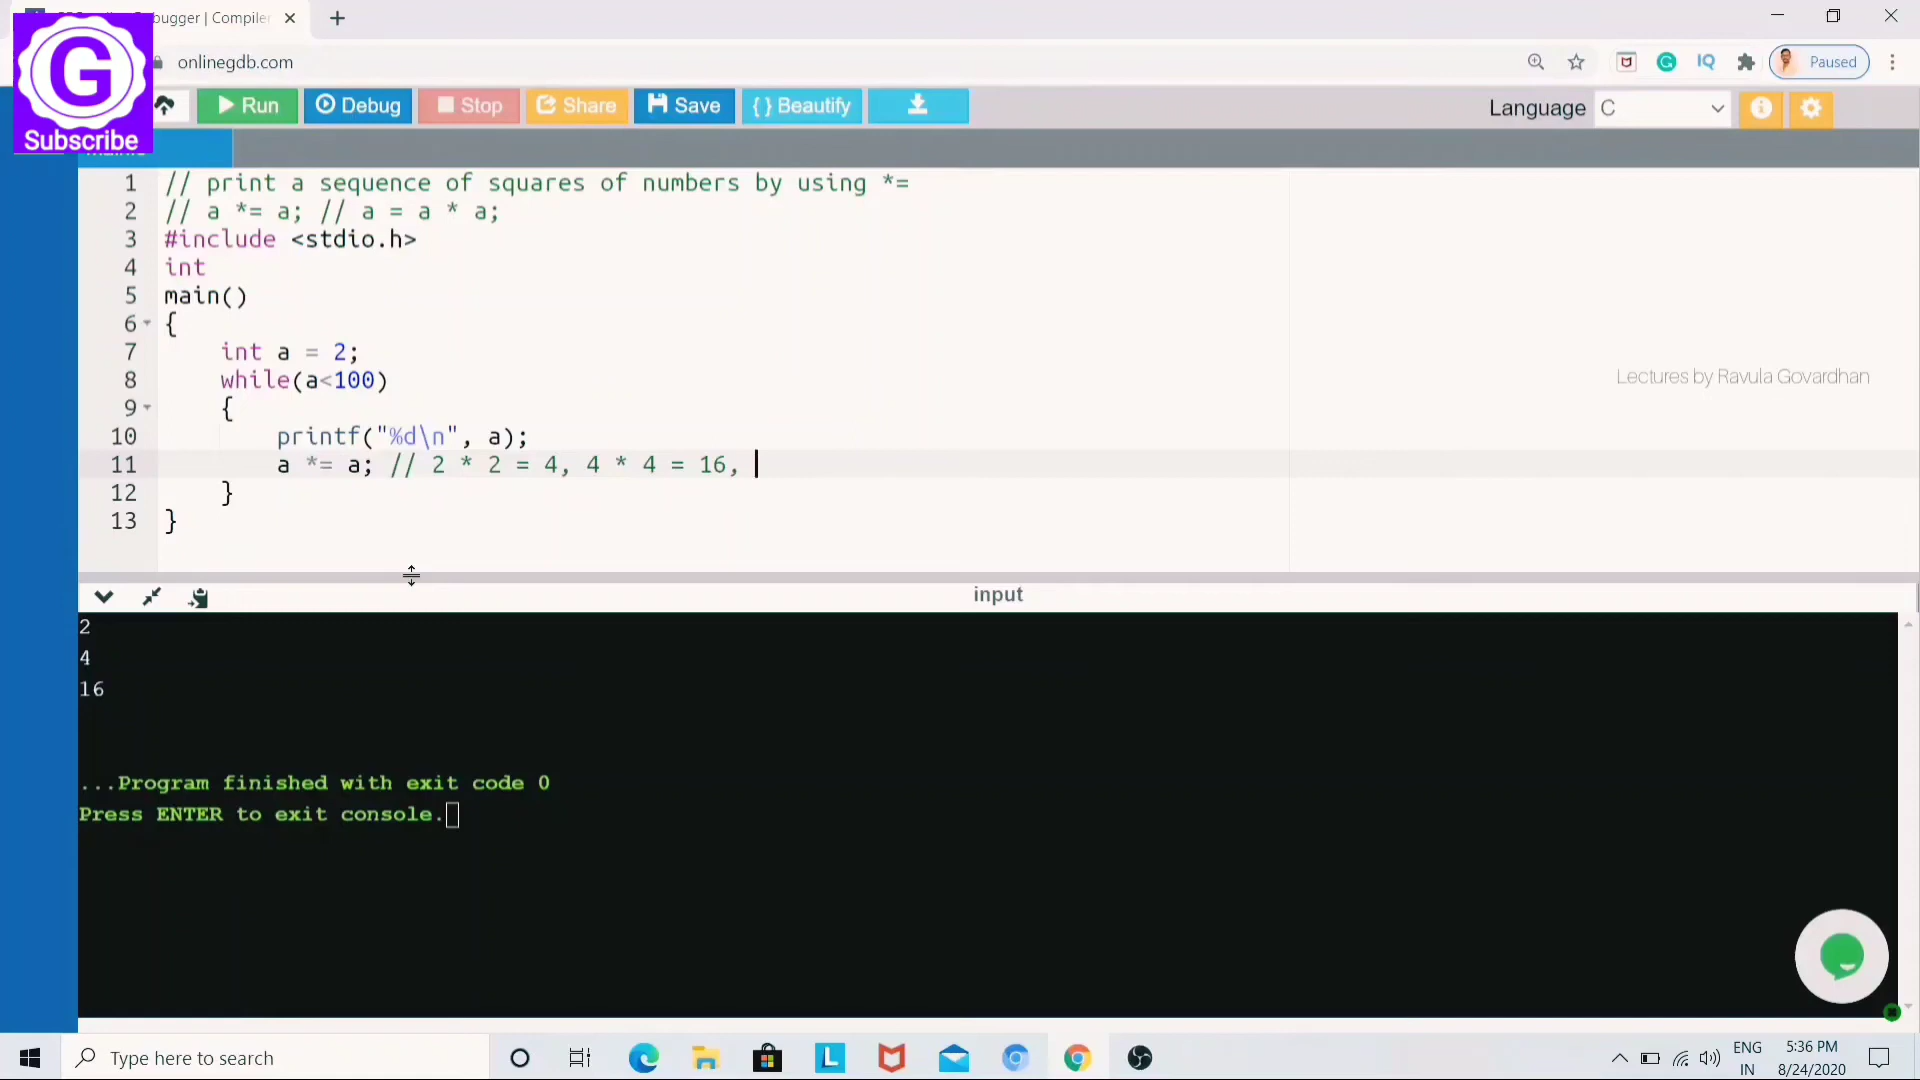 bugger | Compiler
onlinegdb.com
Paused
Subscribe
Run Debug Stop Share Save { } Beautify
Language C
1 // print a sequence of squares of numbers by using *=
2 // a *= a; // a = a * a;
3 #include <stdio.h>
4 int
5 main()
6 {
7 int a = 2;
8 while(a<100)
9 {
10 printf("%d\n", a);
11 a *= a; // 2 * 2 = 4, 4 * 4 = 16,
12 }
13 }
Lectures by Ravula Govardhan
input
2
4
16
...Program finished with exit code 0
Press ENTER to exit console.
Type here to search
ENG
IN
5:36 PM
8/24/2020